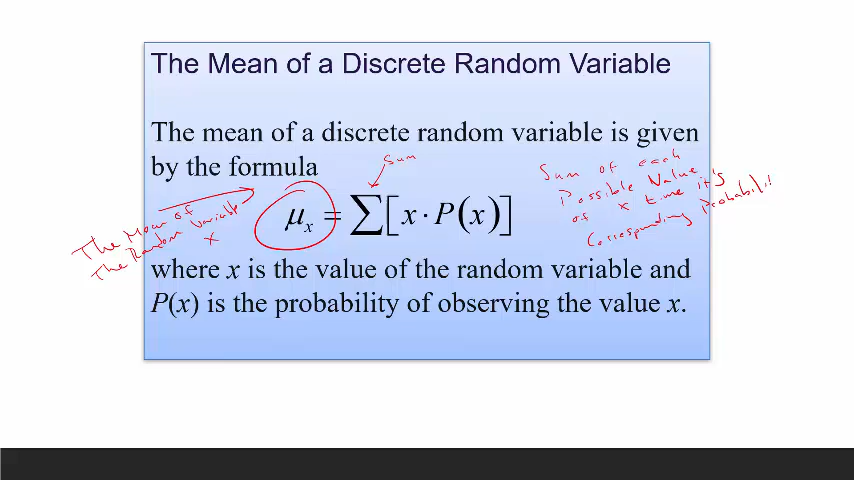 The Mean of a Discrete Random Variable
The mean of a discrete random variable is given
by the formula
Sum
μx = ∑[x · P(x)]
The Mean of
The Random Variable
x
Sum of each
Possible Value
of x time it's
Corresponding Probabilit
where x is the value of the random variable and
P(x) is the probability of observing the value x.